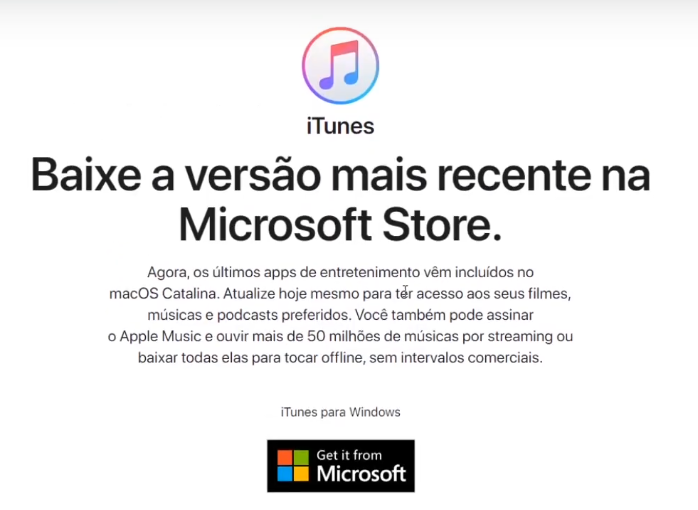 iTunes
Baixe a versão mais recente na
Microsoft Store.
Agora, os últimos apps de entretenimento vêm incluídos no
macOS Catalina. Atualize hoje mesmo para ter acesso aos seus filmes,
músicas e podcasts preferidos. Você também pode assinar
o Apple Music e ouvir mais de 50 milhões de músicas por streaming ou
baixar todas elas para tocar offline, sem intervalos comerciais.
iTunes para Windows
Get it from
Microsoft